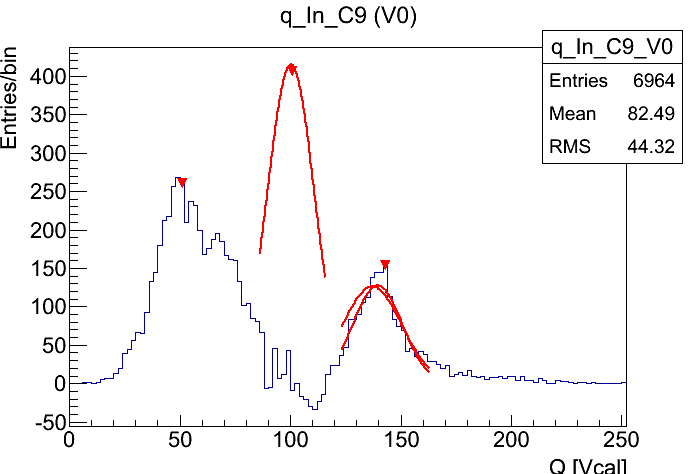 q_In_C9 (V0)
q_In_C9_V0
Entries 6964
Mean 82.49
RMS 44.32
Entries/bin
400
350
300
250
200
150
100
50
0
-50
0 50 100 150 200 250
Q [Vcal]